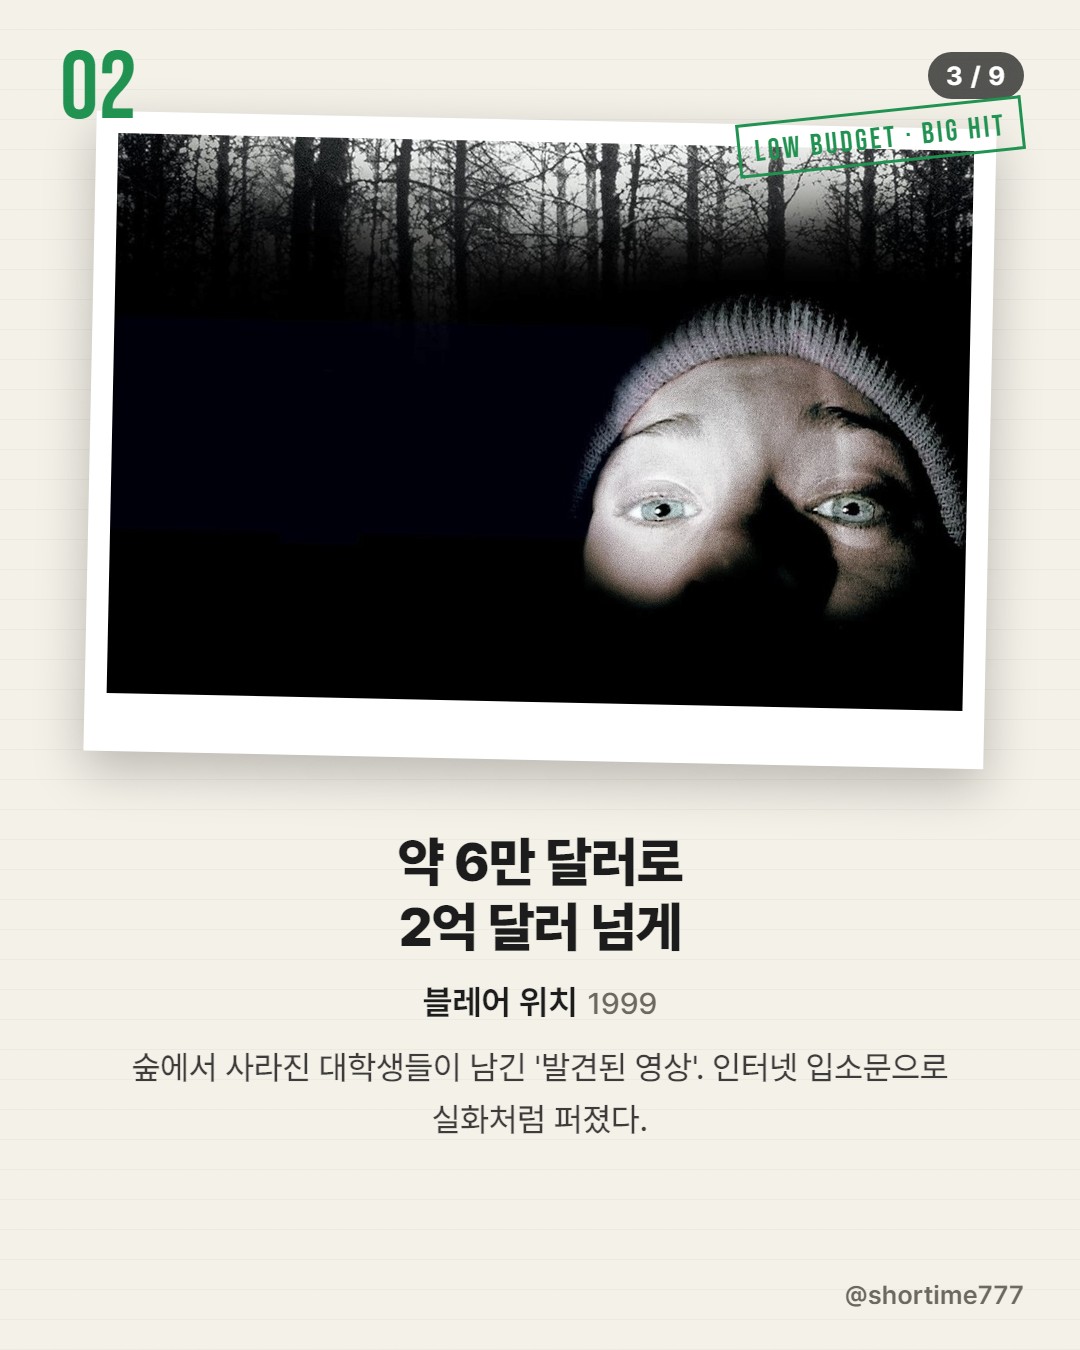 02
3 / 9
LOW BUDGET · BIG HIT
약 6만 달러로
2억 달러 넘게
블레어 위치 1999
숲에서 사라진 대학생들이 남긴 '발견된 영상'. 인터넷 입소문으로
실화처럼 퍼졌다.
@shortime777